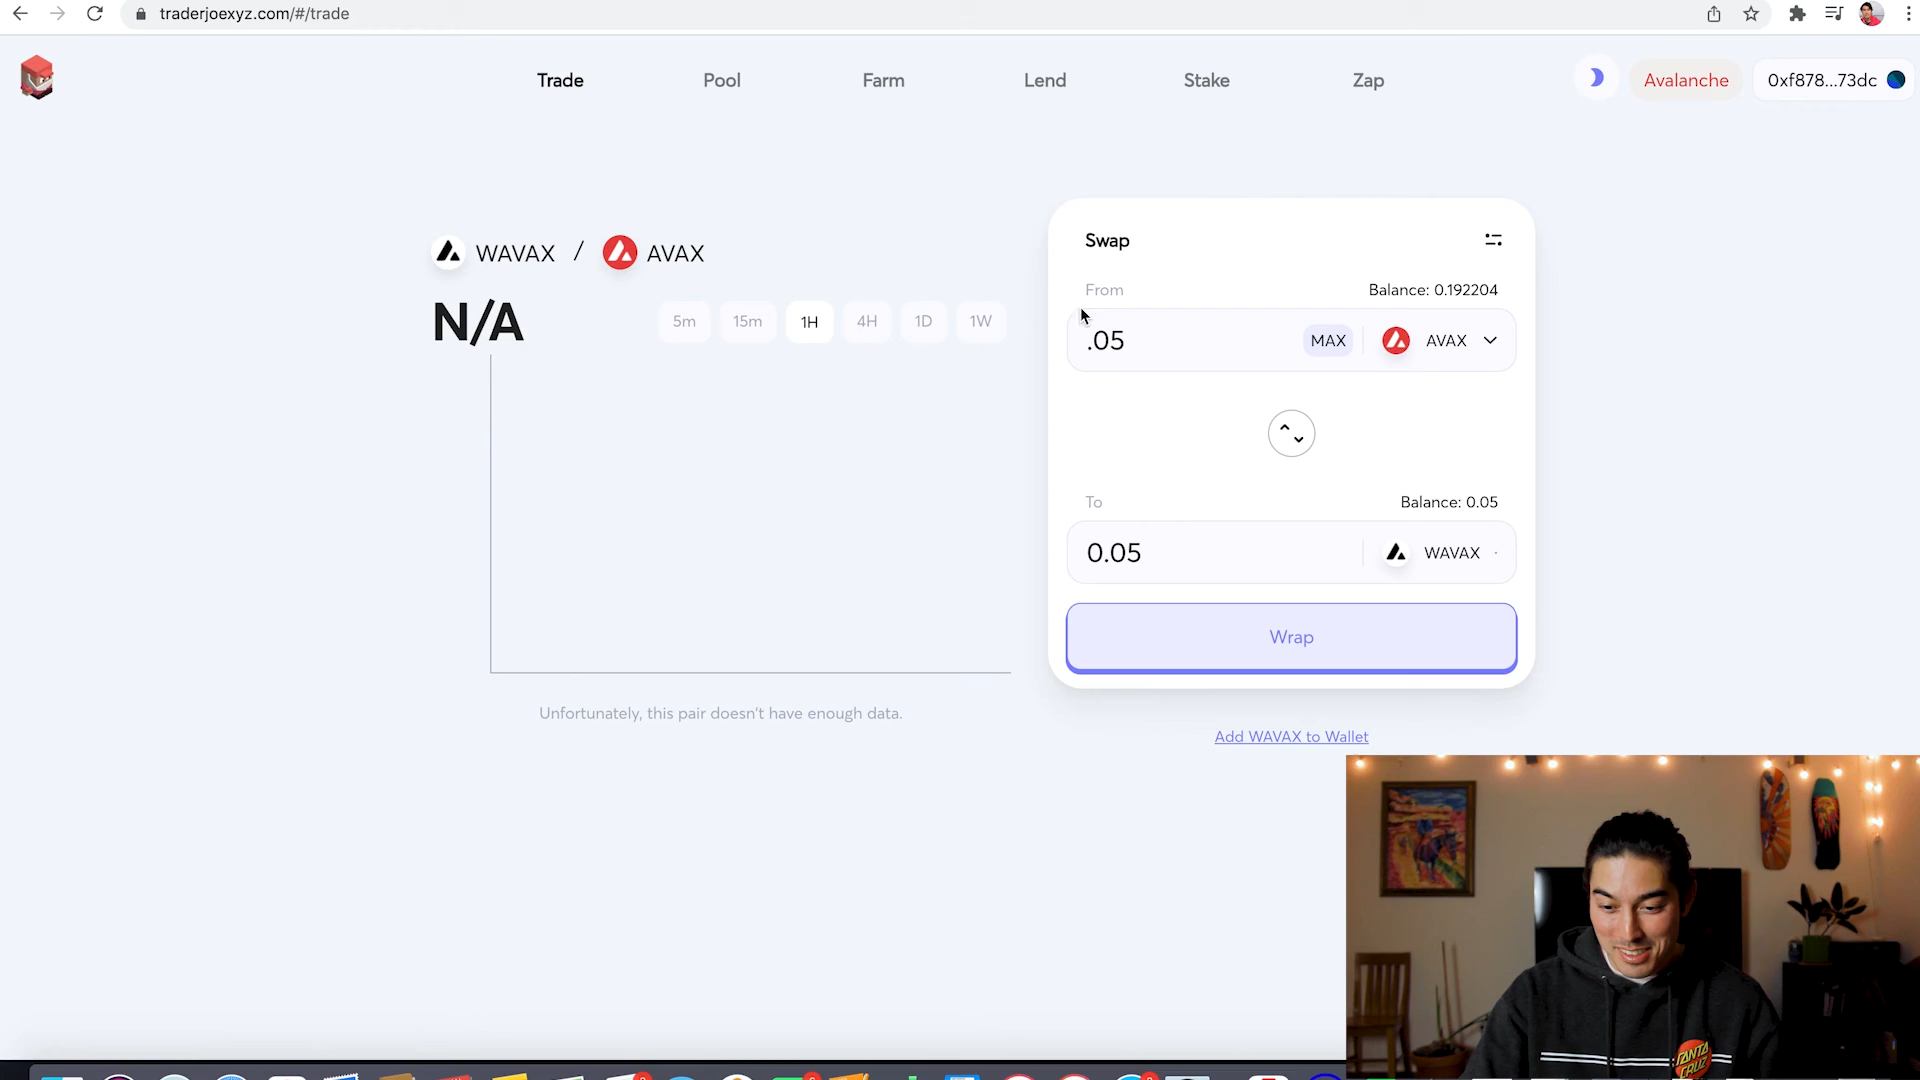 traderjoexyz.com/#/trade
Trade
Pool
Farm
Lend
Stake
Zap
Avalanche
0xf878...73dc
WAVAX / AVAX
N/A
5m
15m
1H
4H
1D
1W
Unfortunately, this pair doesn't have enough data.
Swap
From
Balance: 0.192204
.05
MAX
AVAX
To
Balance: 0.05
0.05
WAVAX
Wrap
Add WAVAX to Wallet
SANTA
CRUZ